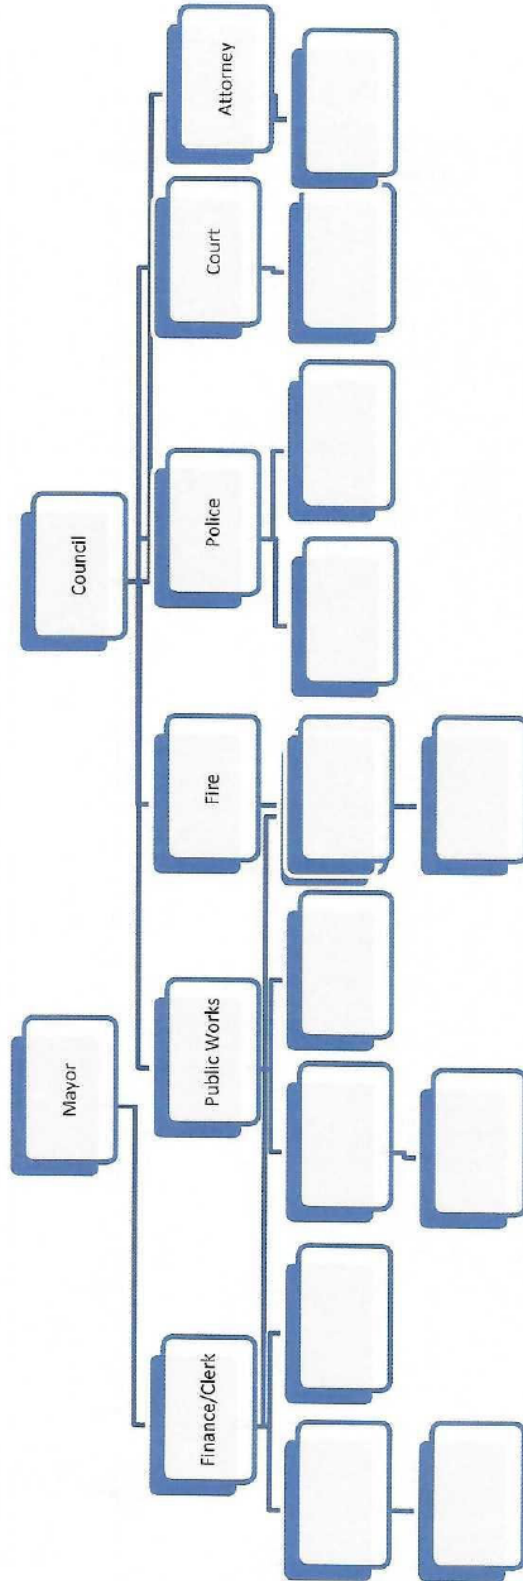 Mayor
Council
Finance/Clerk
Public Works
Fire
Police
Court
Attorney